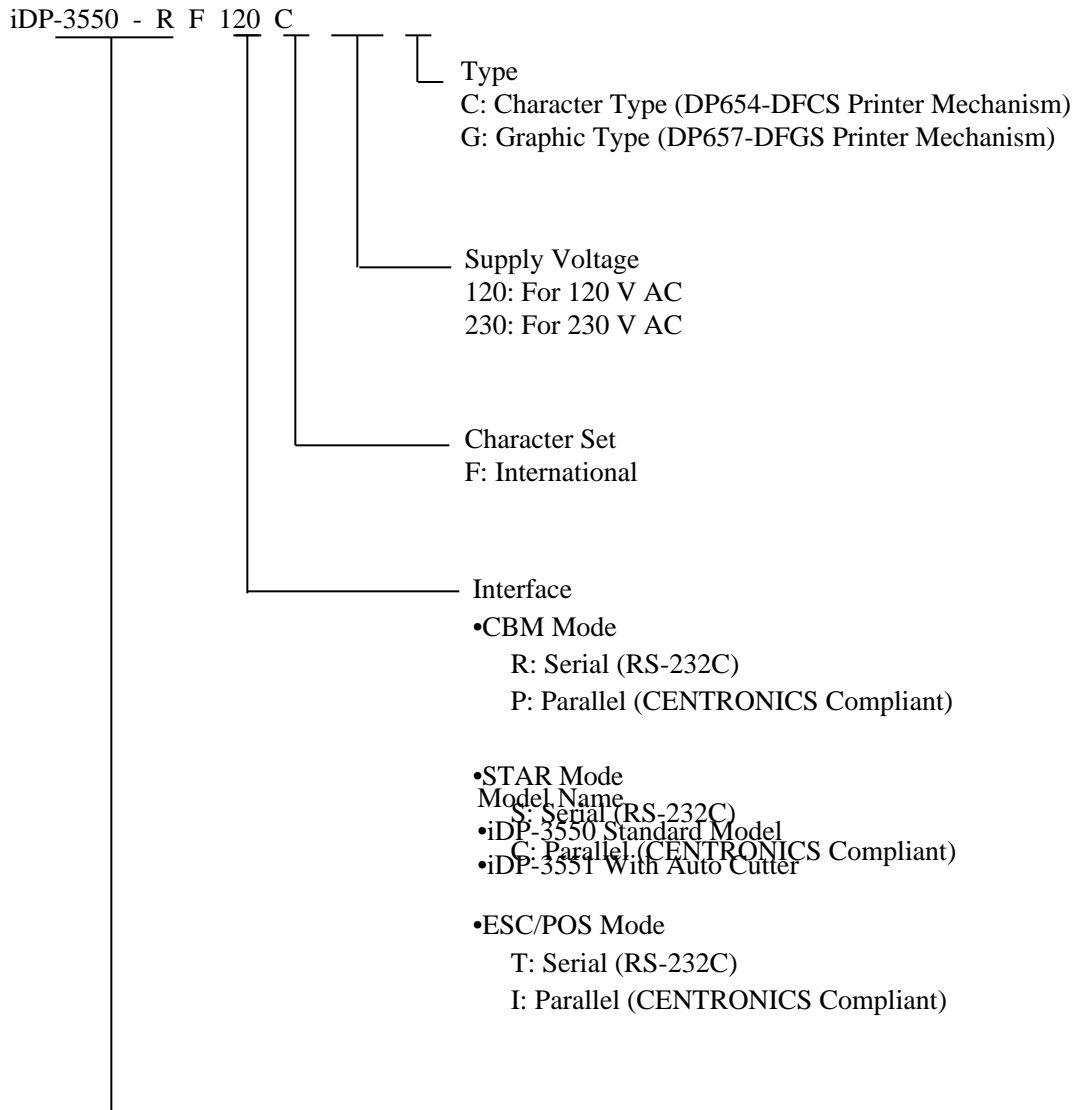 iDP-3550 - R F 120 C
Type
C: Character Type (DP654-DFCS Printer Mechanism)
G: Graphic Type (DP657-DFGS Printer Mechanism)
Supply Voltage
120: For 120 V AC
230: For 230 V AC
Character Set
F: International
Interface
•CBM Mode
R: Serial (RS-232C)
P: Parallel (CENTRONICS Compliant)
•STAR Mode
Model Name
S: Serial (RS-232C)
•iDP-3550 Standard Model
C: Parallel (CENTRONICS Compliant)
•iDP-3551 With Auto Cutter
•ESC/POS Mode
T: Serial (RS-232C)
I: Parallel (CENTRONICS Compliant)